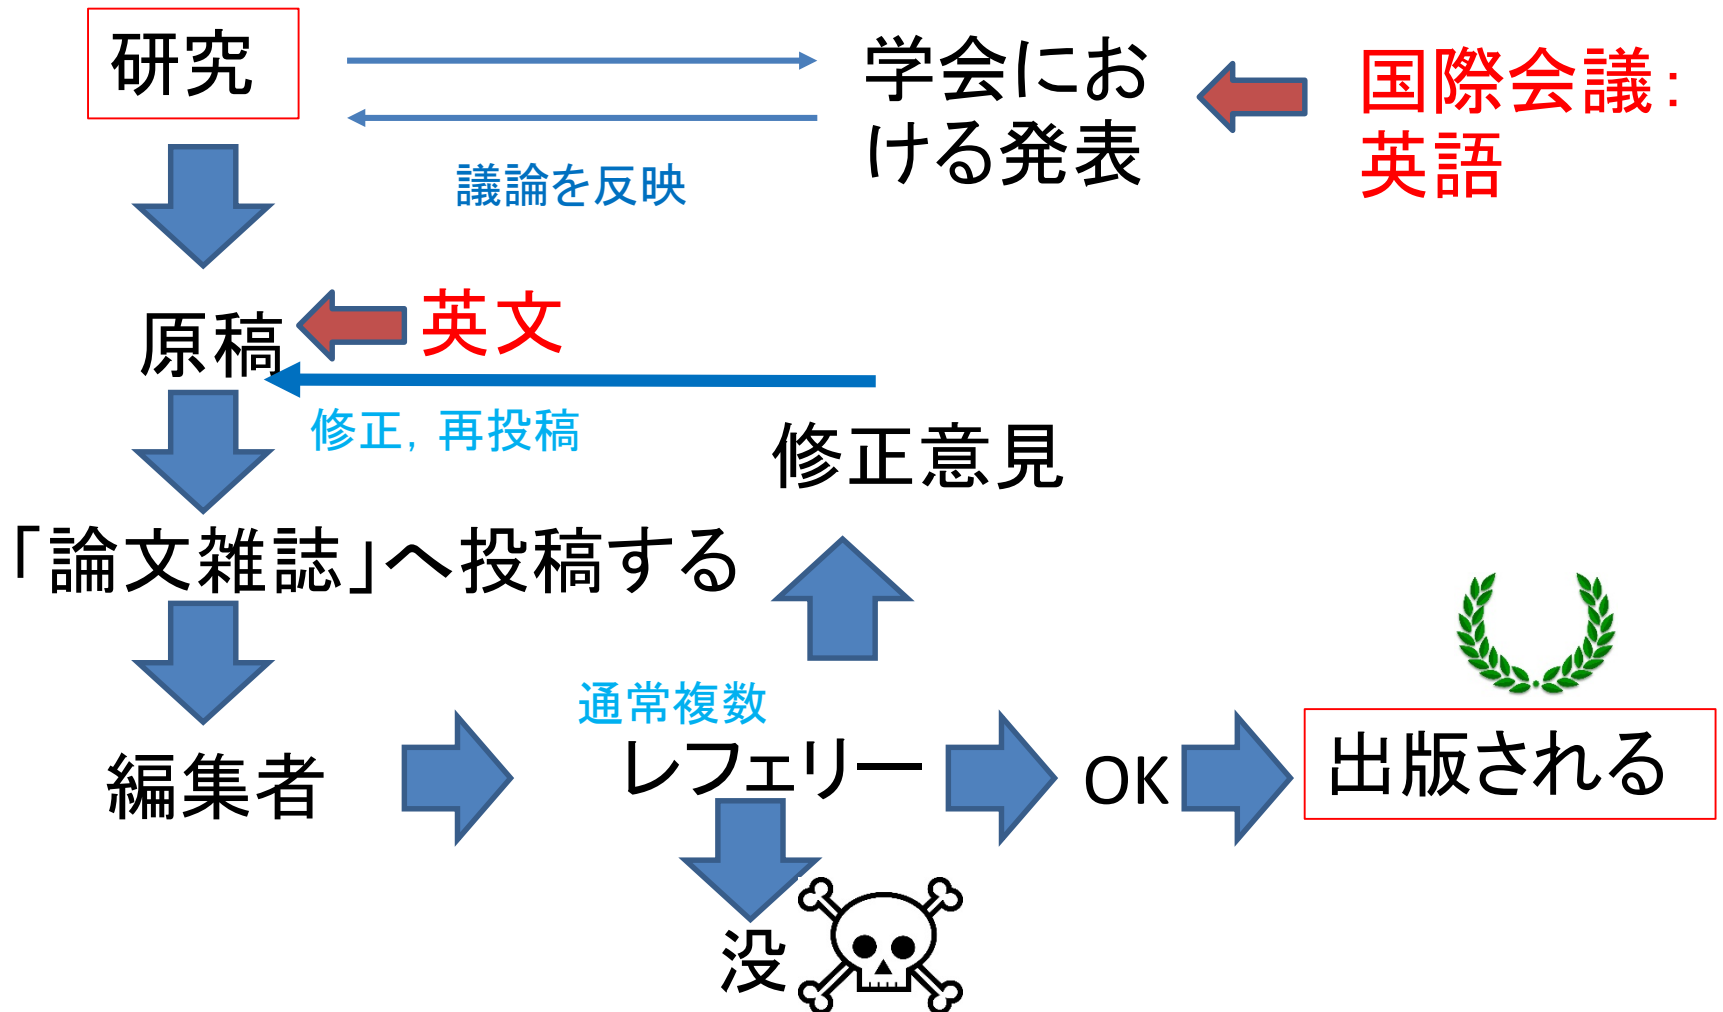 研究
学会にお
ける発表
国際会議：
英語
議論を反映
原稿
英文
修正，再投稿
修正意見
「論文雑誌」へ投稿する
通常複数
編集者
レフェリー
OK
出版される
没